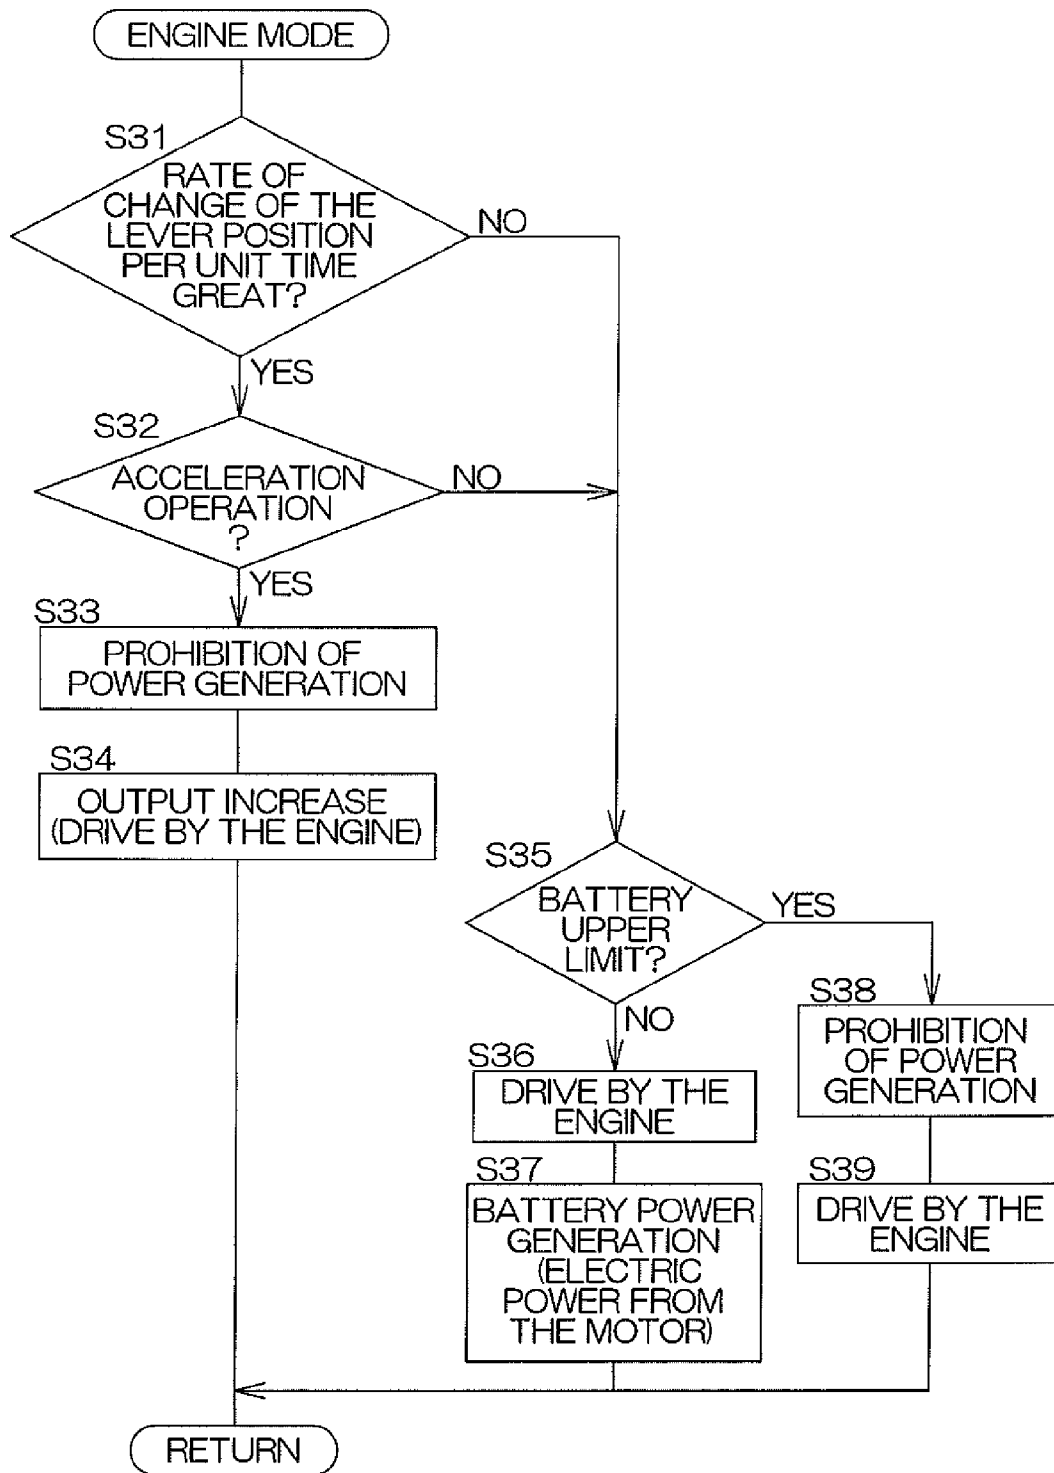 ENGINE MODE
S31
RATE OF
CHANGE OF THE
LEVER POSITION
PER UNIT TIME
GREAT?
NO
YES
S32
ACCELERATION
OPERATION
?
NO
YES
S33
PROHIBITION OF
POWER GENERATION
S34
OUTPUT INCREASE
(DRIVE BY THE ENGINE)
S35
BATTERY
UPPER
LIMIT?
YES
NO
S36
DRIVE BY THE
ENGINE
S37
BATTERY POWER
GENERATION
(ELECTRIC
POWER FROM
THE MOTOR)
S38
PROHIBITION
OF POWER
GENERATION
S39
DRIVE BY THE
ENGINE
RETURN